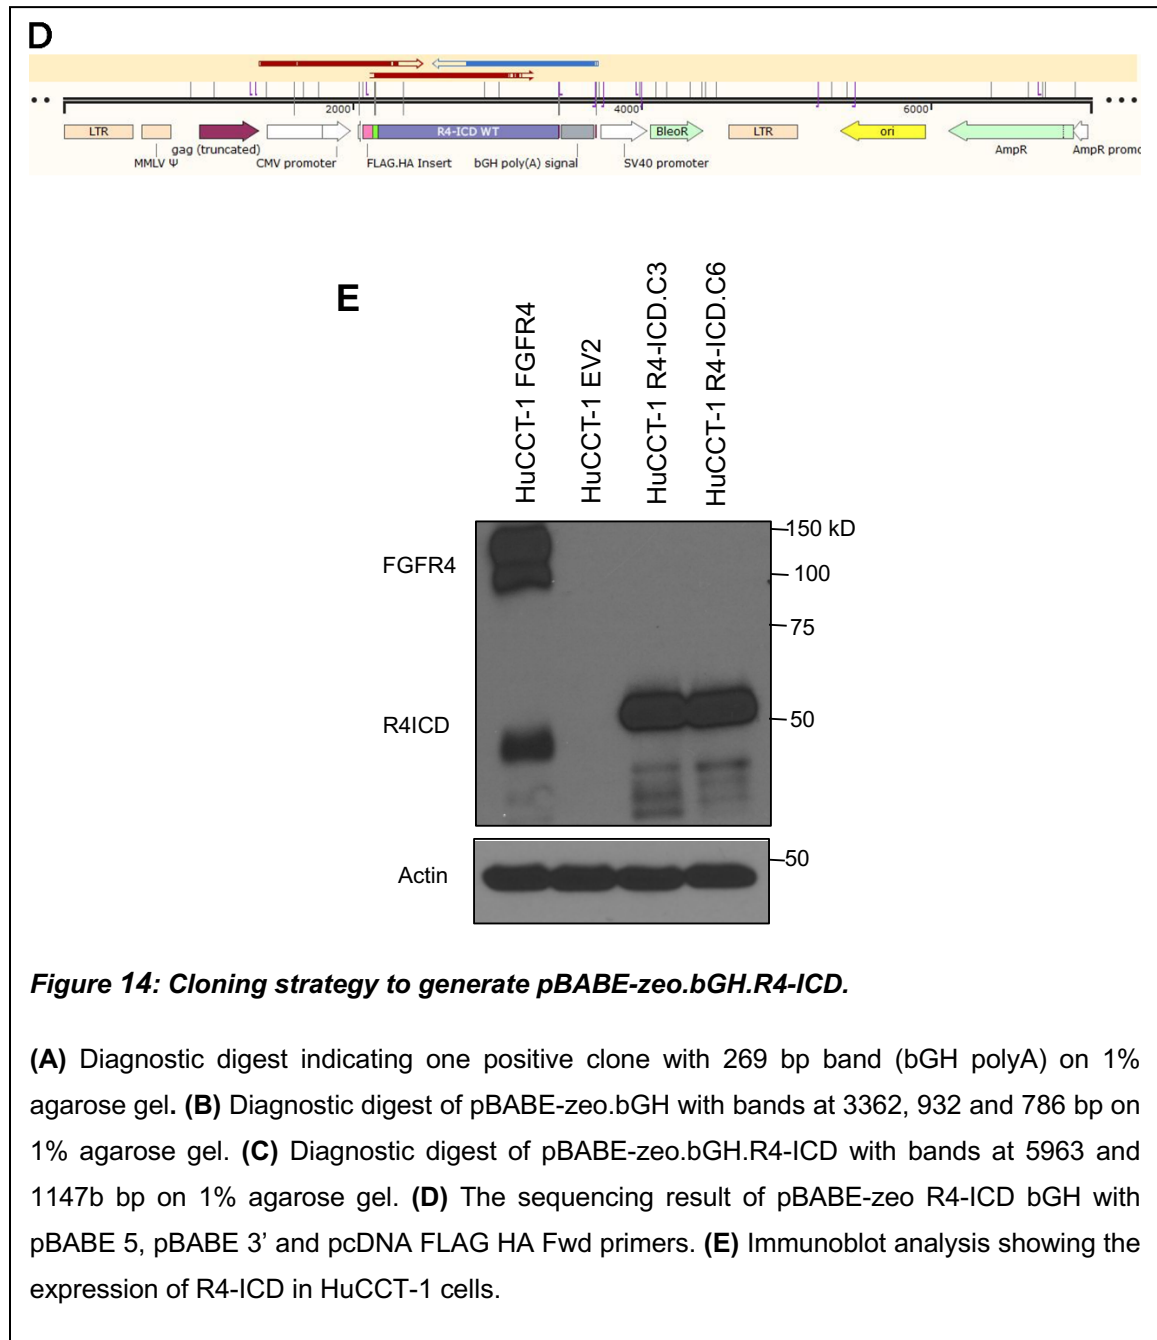 D
2000
4000
6000
LTR
R4-ICD WT
BleoR
LTR
ori
gag (truncated)
AmpR
MMLV Ψ
CMV promoter
FLAG.HA Insert
bGH poly(A) signal
SV40 promoter
AmpR promo
E
HuCCT-1 FGFR4
HuCCT-1 EV2
HuCCT-1 R4-ICD.C3
HuCCT-1 R4-ICD.C6
150 kD
FGFR4
100
75
R4ICD
50
50
Actin
Figure 14: Cloning strategy to generate pBABE-zeo.bGH.R4-ICD.
(A) Diagnostic digest indicating one positive clone with 269 bp band (bGH polyA) on 1%
agarose gel. (B) Diagnostic digest of pBABE-zeo.bGH with bands at 3362, 932 and 786 bp on
1% agarose gel. (C) Diagnostic digest of pBABE-zeo.bGH.R4-ICD with bands at 5963 and
1147b bp on 1% agarose gel. (D) The sequencing result of pBABE-zeo R4-ICD bGH with
pBABE 5, pBABE 3’ and pcDNA FLAG HA Fwd primers. (E) Immunoblot analysis showing the
expression of R4-ICD in HuCCT-1 cells.